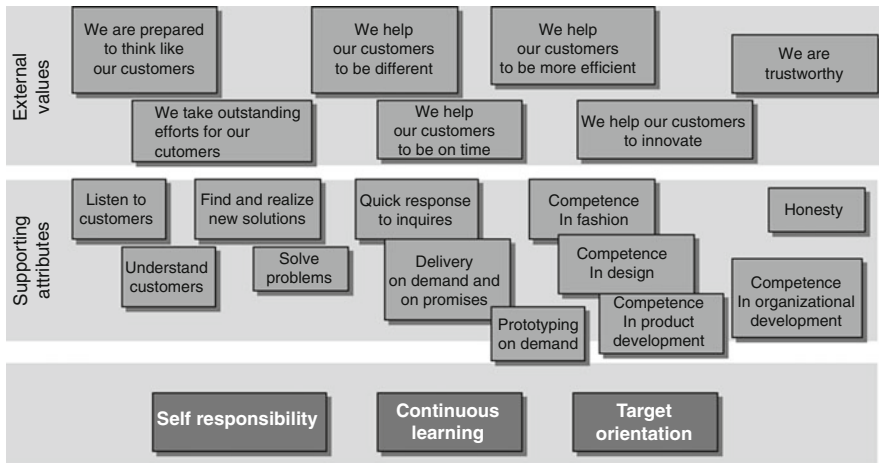 External
values
We are prepared
to think like
our customers
We help
our customers
to be different
We help
our customers
to be more efficient
We are
trustworthy
We take outstanding
efforts for our
cutomers
We help
our customers
to be on time
We help our customers
to innovate
Supporting
attributes
Listen to
customers
Find and realize
new solutions
Quick response
to inquires
Competence
In fashion
Honesty
Understand
customers
Solve
problems
Delivery
on demand and
on promises
Competence
In design
Competence
In organizational
development
Prototyping
on demand
Competence
In product
development
Self responsibility
Continuous
learning
Target
orientation